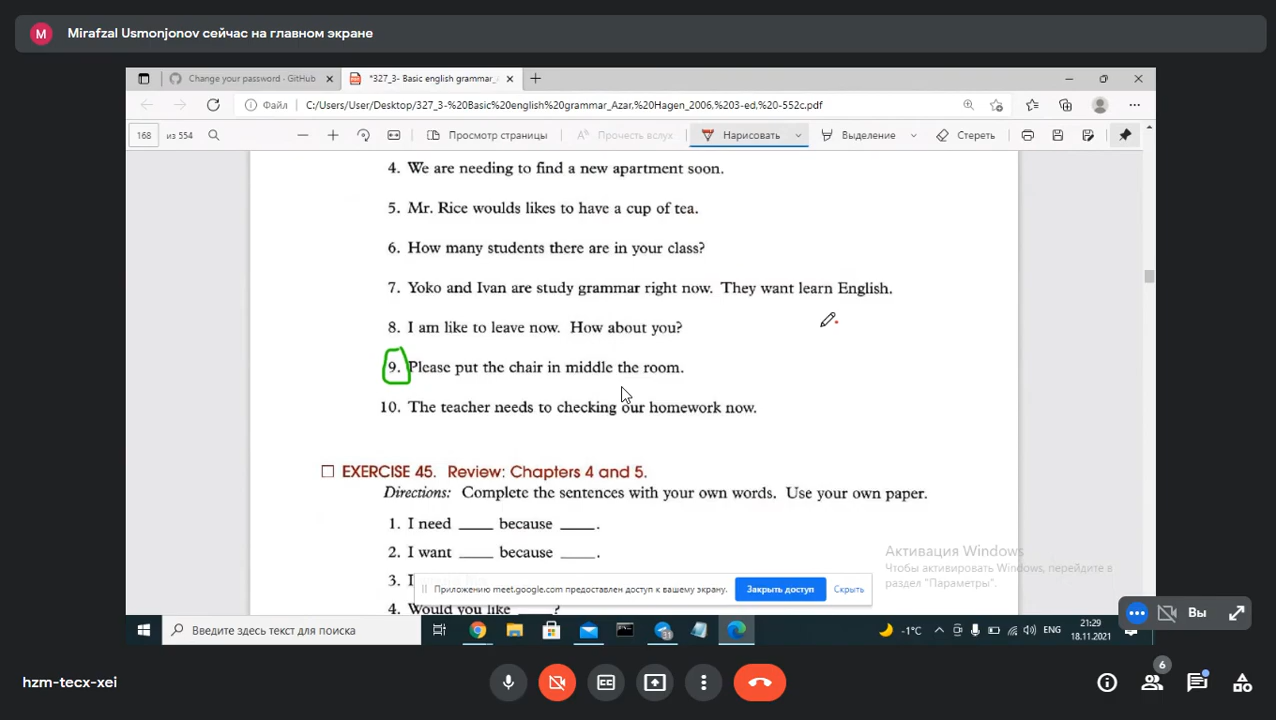 M Mirafzal Usmonjonov сейчас на главном экране
Change your password - GitHub
*327_3- Basic english grammar_
Файл
C:/Users/User/Desktop/327_3-%20Basic%20english%20grammar_Azar,%20Hagen_2006.%203-ed,%20-552c.pdf
168 из 554
Просмотр страницы
Прочесть вслух
Нарисовать
Выделение
Стереть
4. We are needing to find a new apartment soon.
5. Mr. Rice woulds likes to have a cup of tea.
6. How many students there are in your class?
7. Yoko and Ivan are study grammar right now. They want learn English.
8. I am like to leave now. How about you?
9. Please put the chair in middle the room.
10. The teacher needs to checking our homework now.
EXERCISE 45. Review: Chapters 4 and 5.
Directions: Complete the sentences with your own words. Use your own paper.
1. I need ____ because ____.
2. I want ____ because ____.
3. I
4. Would you like ____?
Активация Windows
Чтобы активировать Windows, перейдите в
раздел "Параметры".
Приложению meet.google.com предоставлен доступ к вашему экрану.
Закрыть доступ
Скрыть
Вы
Введите здесь текст для поиска
-1°C
ENG
21:29
18.11.2021
hzm-tecx-xei
6